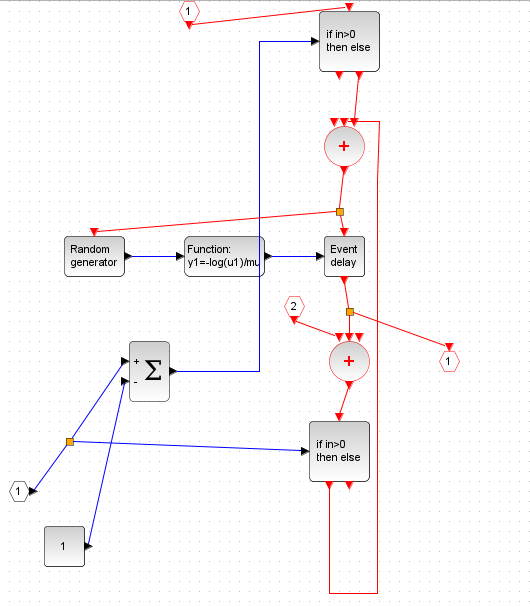 1
if in>0
then else
+
Random
generator
Function:
y1=-log(u1)/mu
Event
delay
2
+
1
+
-
Σ
if in>0
then else
1
1